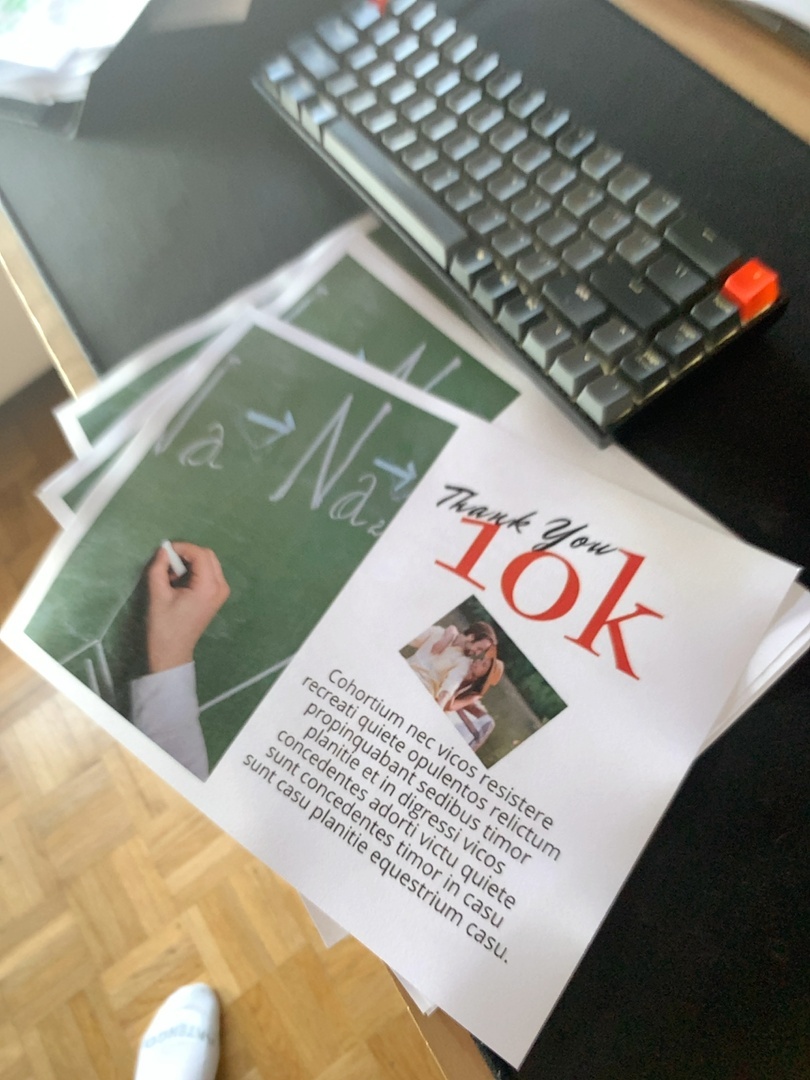 Na → Na₂
Thank You
10k
Cohortium nec vicos resistere
recreati quiete opulentos relictum
propinquabant sedibus timor
planitie et in digressi vicos
concedentes adorti victu quiete
sunt concedentes timor in casu
sunt casu planitie equestrium casu.